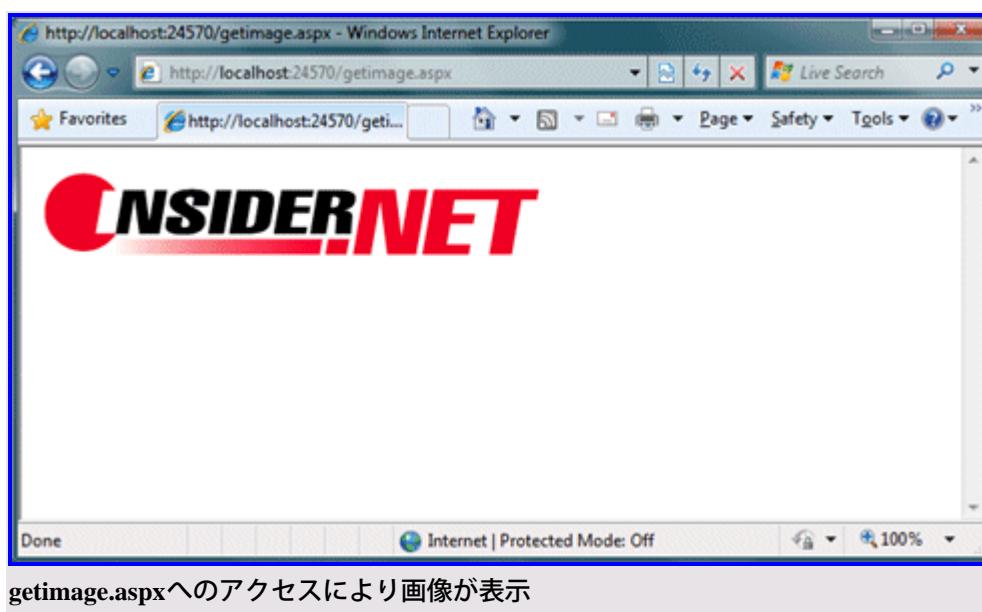 http://localhost:24570/getimage.aspx - Windows Internet Explorer
http://localhost:24570/getimage.aspx
Live Search
Favorites
http://localhost:24570/geti...
Page
Safety
Tools
»
INSIDER.NET
Done
Internet | Protected Mode: Off
100%
getimage.aspxへのアクセスにより画像が表示